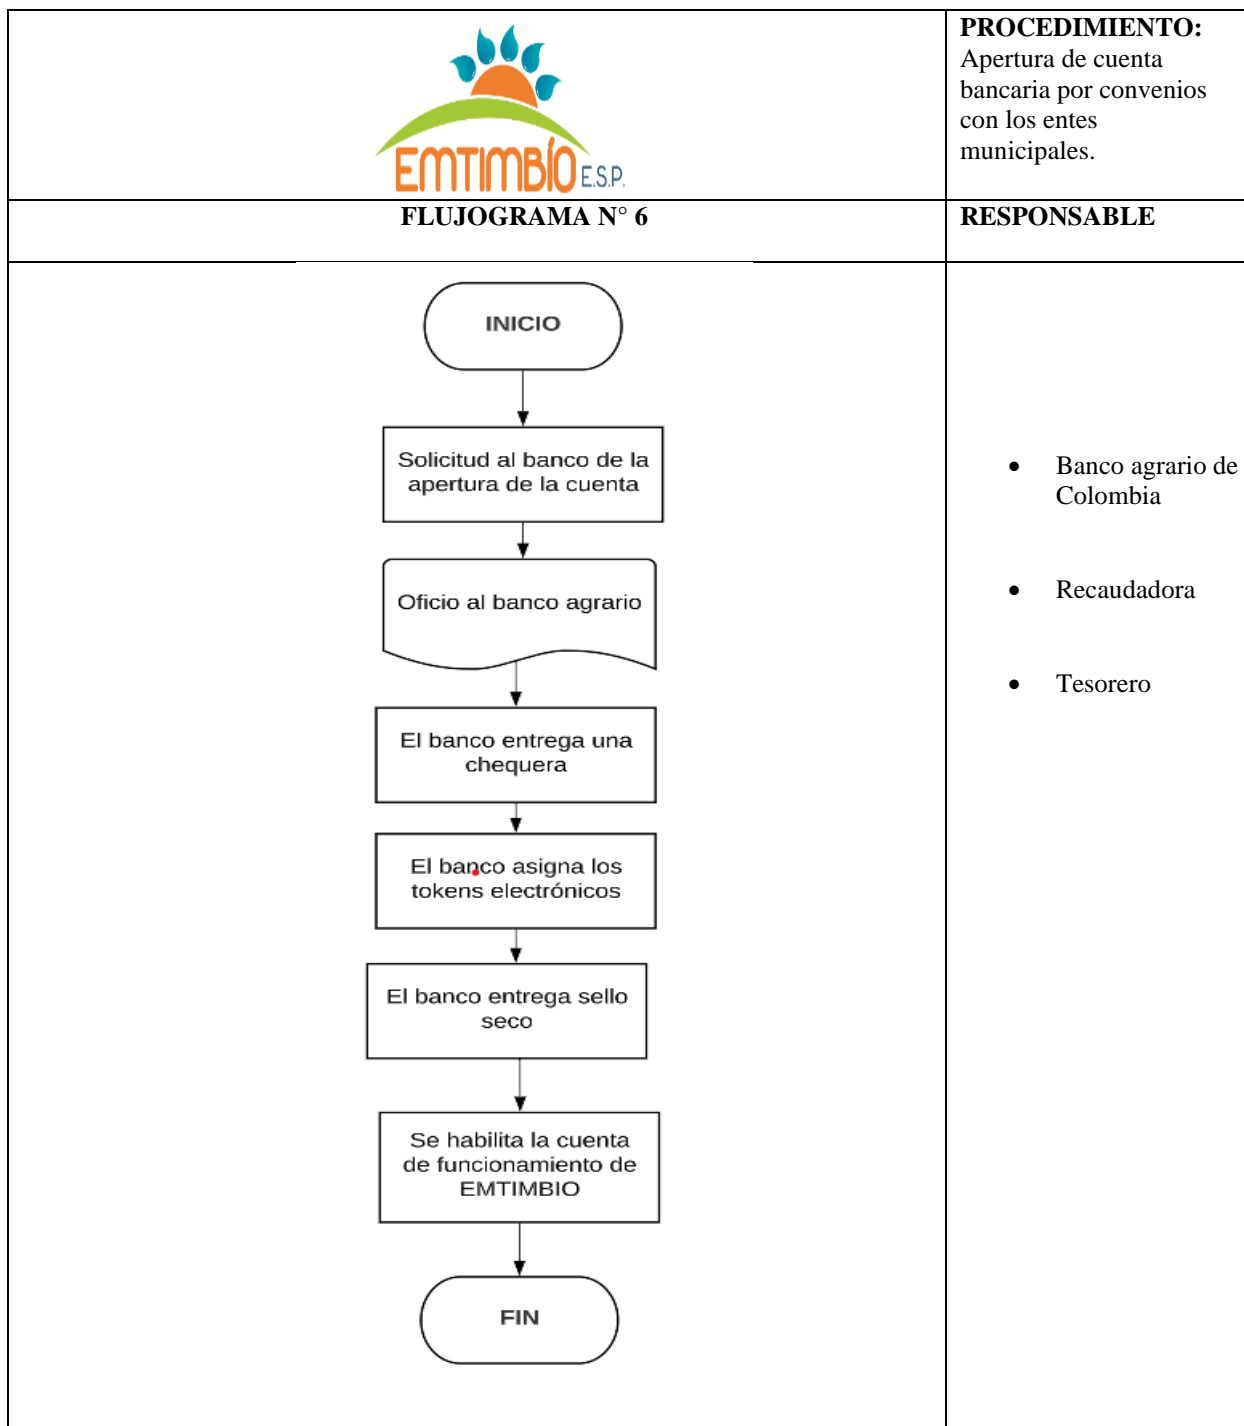 EMTIMBÍO E.S.P.
PROCEDIMIENTO:
Apertura de cuenta
bancaria por convenios
con los entes
municipales.
FLUJOGRAMA N° 6
RESPONSABLE
INICIO
Solicitud al banco de la
apertura de la cuenta
Oficio al banco agrario
El banco entrega una
chequera
El banco asigna los
tokens electrónicos
El banco entrega sello
seco
Se habilita la cuenta
de funcionamiento de
EMTIMBIO
FIN
• Banco agrario de
Colombia
• Recaudadora
• Tesorero